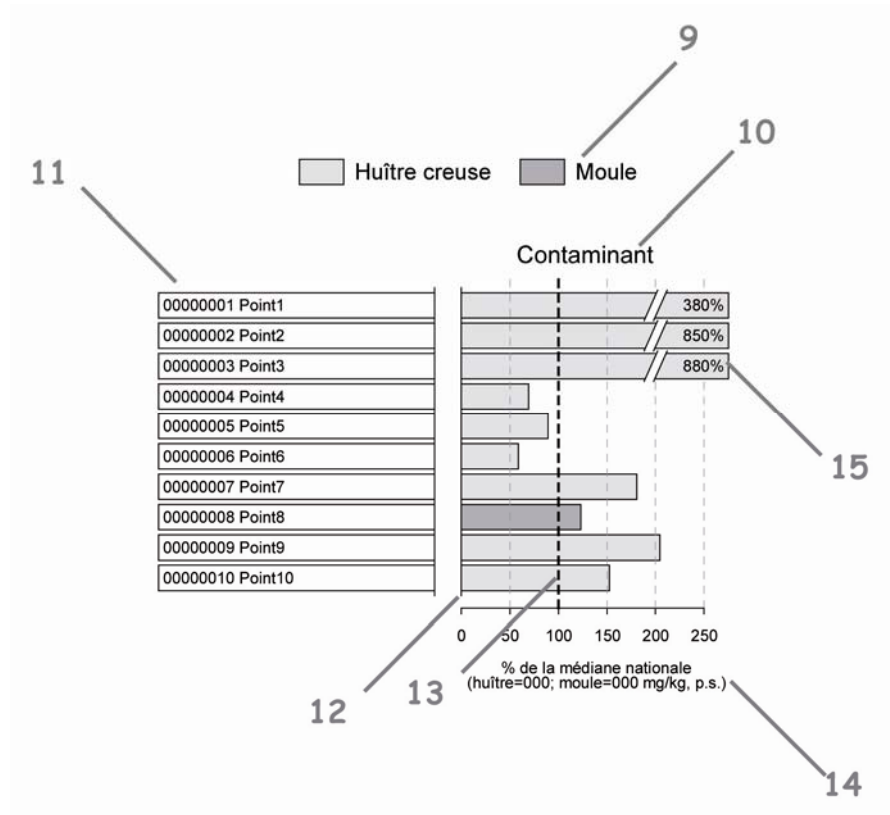 9
10
11
Huître creuse
Moule
Contaminant
00000001 Point1
380%
00000002 Point2
850%
00000003 Point3
880%
00000004 Point4
00000005 Point5
00000006 Point6
15
00000007 Point7
00000008 Point8
00000009 Point9
00000010 Point10
0 50 100 150 200 250
% de la médiane nationale
(huître=000; moule=000 mg/kg, p.s.)
13
12
14